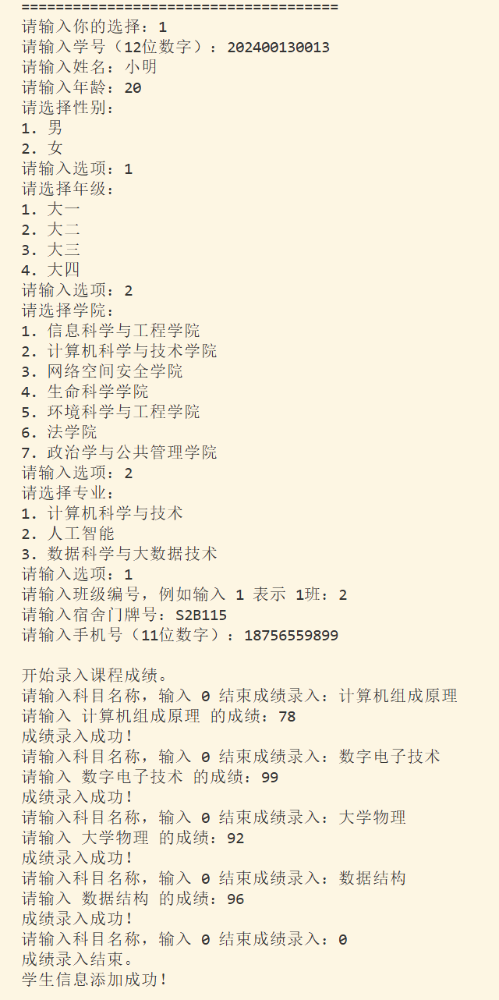 =====================================
请输入你的选择：1
请输入学号（12位数字）：202400130013
请输入姓名：小明
请输入年龄：20
请选择性别：
1. 男
2. 女
请输入选项：1
请选择年级：
1. 大一
2. 大二
3. 大三
4. 大四
请输入选项：2
请选择学院：
1. 信息科学与工程学院
2. 计算机科学与技术学院
3. 网络空间安全学院
4. 生命科学学院
5. 环境科学与工程学院
6. 法学院
7. 政治学与公共管理学院
请输入选项：2
请选择专业：
1. 计算机科学与技术
2. 人工智能
3. 数据科学与大数据技术
请输入选项：1
请输入班级编号，例如输入 1 表示 1班：2
请输入宿舍门牌号：S2B115
请输入手机号（11位数字）：18756559899
开始录入课程成绩。
请输入科目名称，输入 0 结束成绩录入：计算机组成原理
请输入 计算机组成原理 的成绩：78
成绩录入成功！
请输入科目名称，输入 0 结束成绩录入：数字电子技术
请输入 数字电子技术 的成绩：99
成绩录入成功！
请输入科目名称，输入 0 结束成绩录入：大学物理
请输入 大学物理 的成绩：92
成绩录入成功！
请输入科目名称，输入 0 结束成绩录入：数据结构
请输入 数据结构 的成绩：96
成绩录入成功！
请输入科目名称，输入 0 结束成绩录入：0
成绩录入结束。
学生信息添加成功！